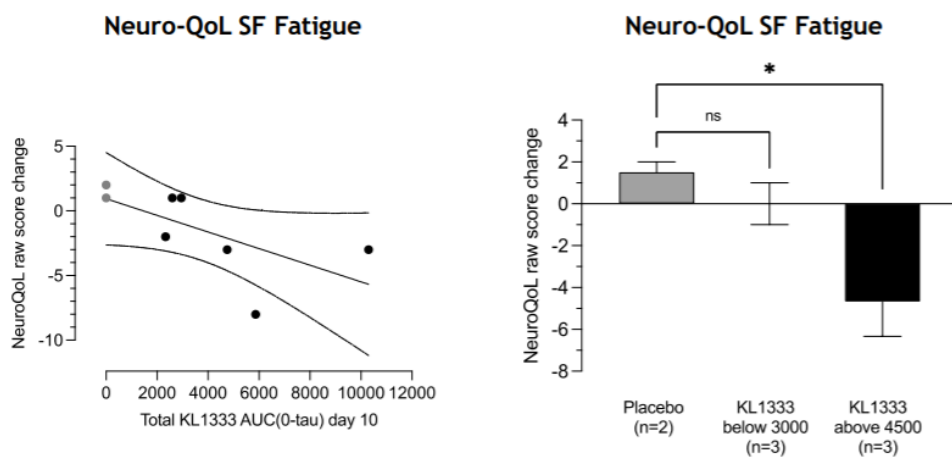 Neuro-QoL SF Fatigue
NeuroQoL raw score change
5
0
-5
-10
0 2000 4000 6000 8000 10000 12000
Total KL1333 AUC(0-tau) day 10
Neuro-QoL SF Fatigue
NeuroQoL raw score change
4
2
0
-2
-4
-6
-8
*
ns
Placebo
(n=2)
KL1333
below 3000
(n=3)
KL1333
above 4500
(n=3)